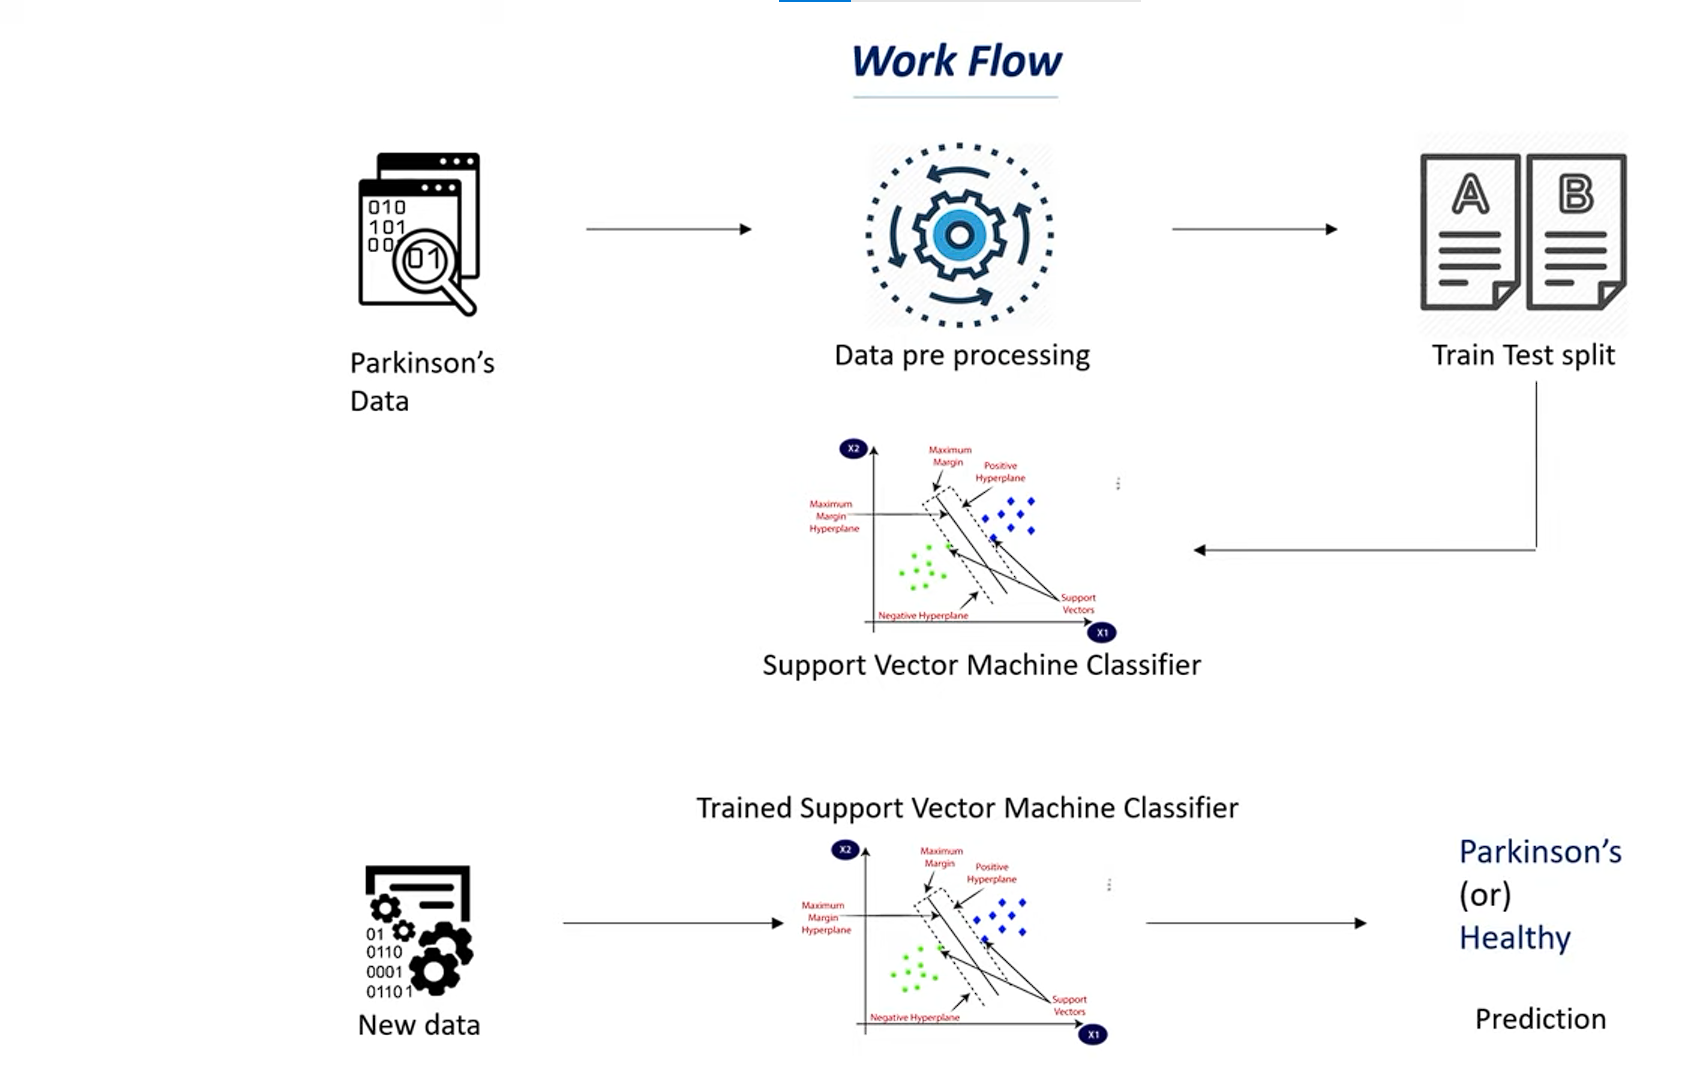 Work Flow
010
101
00
01
A
B
Parkinson's
Data
Data pre processing
Train Test split
X2
Maximum
Margin
Positive
Hyperplane
Maximum
Margin
Hyperplane
Support
Vectors
Negative Hyperplane
X1
Support Vector Machine Classifier
Trained Support Vector Machine Classifier
X2
Maximum
Margin
Positive
Hyperplane
Maximum
Margin
Hyperplane
Support
Vectors
Negative Hyperplane
X1
01
0110
0001
01101
New data
Parkinson's
(or)
Healthy
Prediction